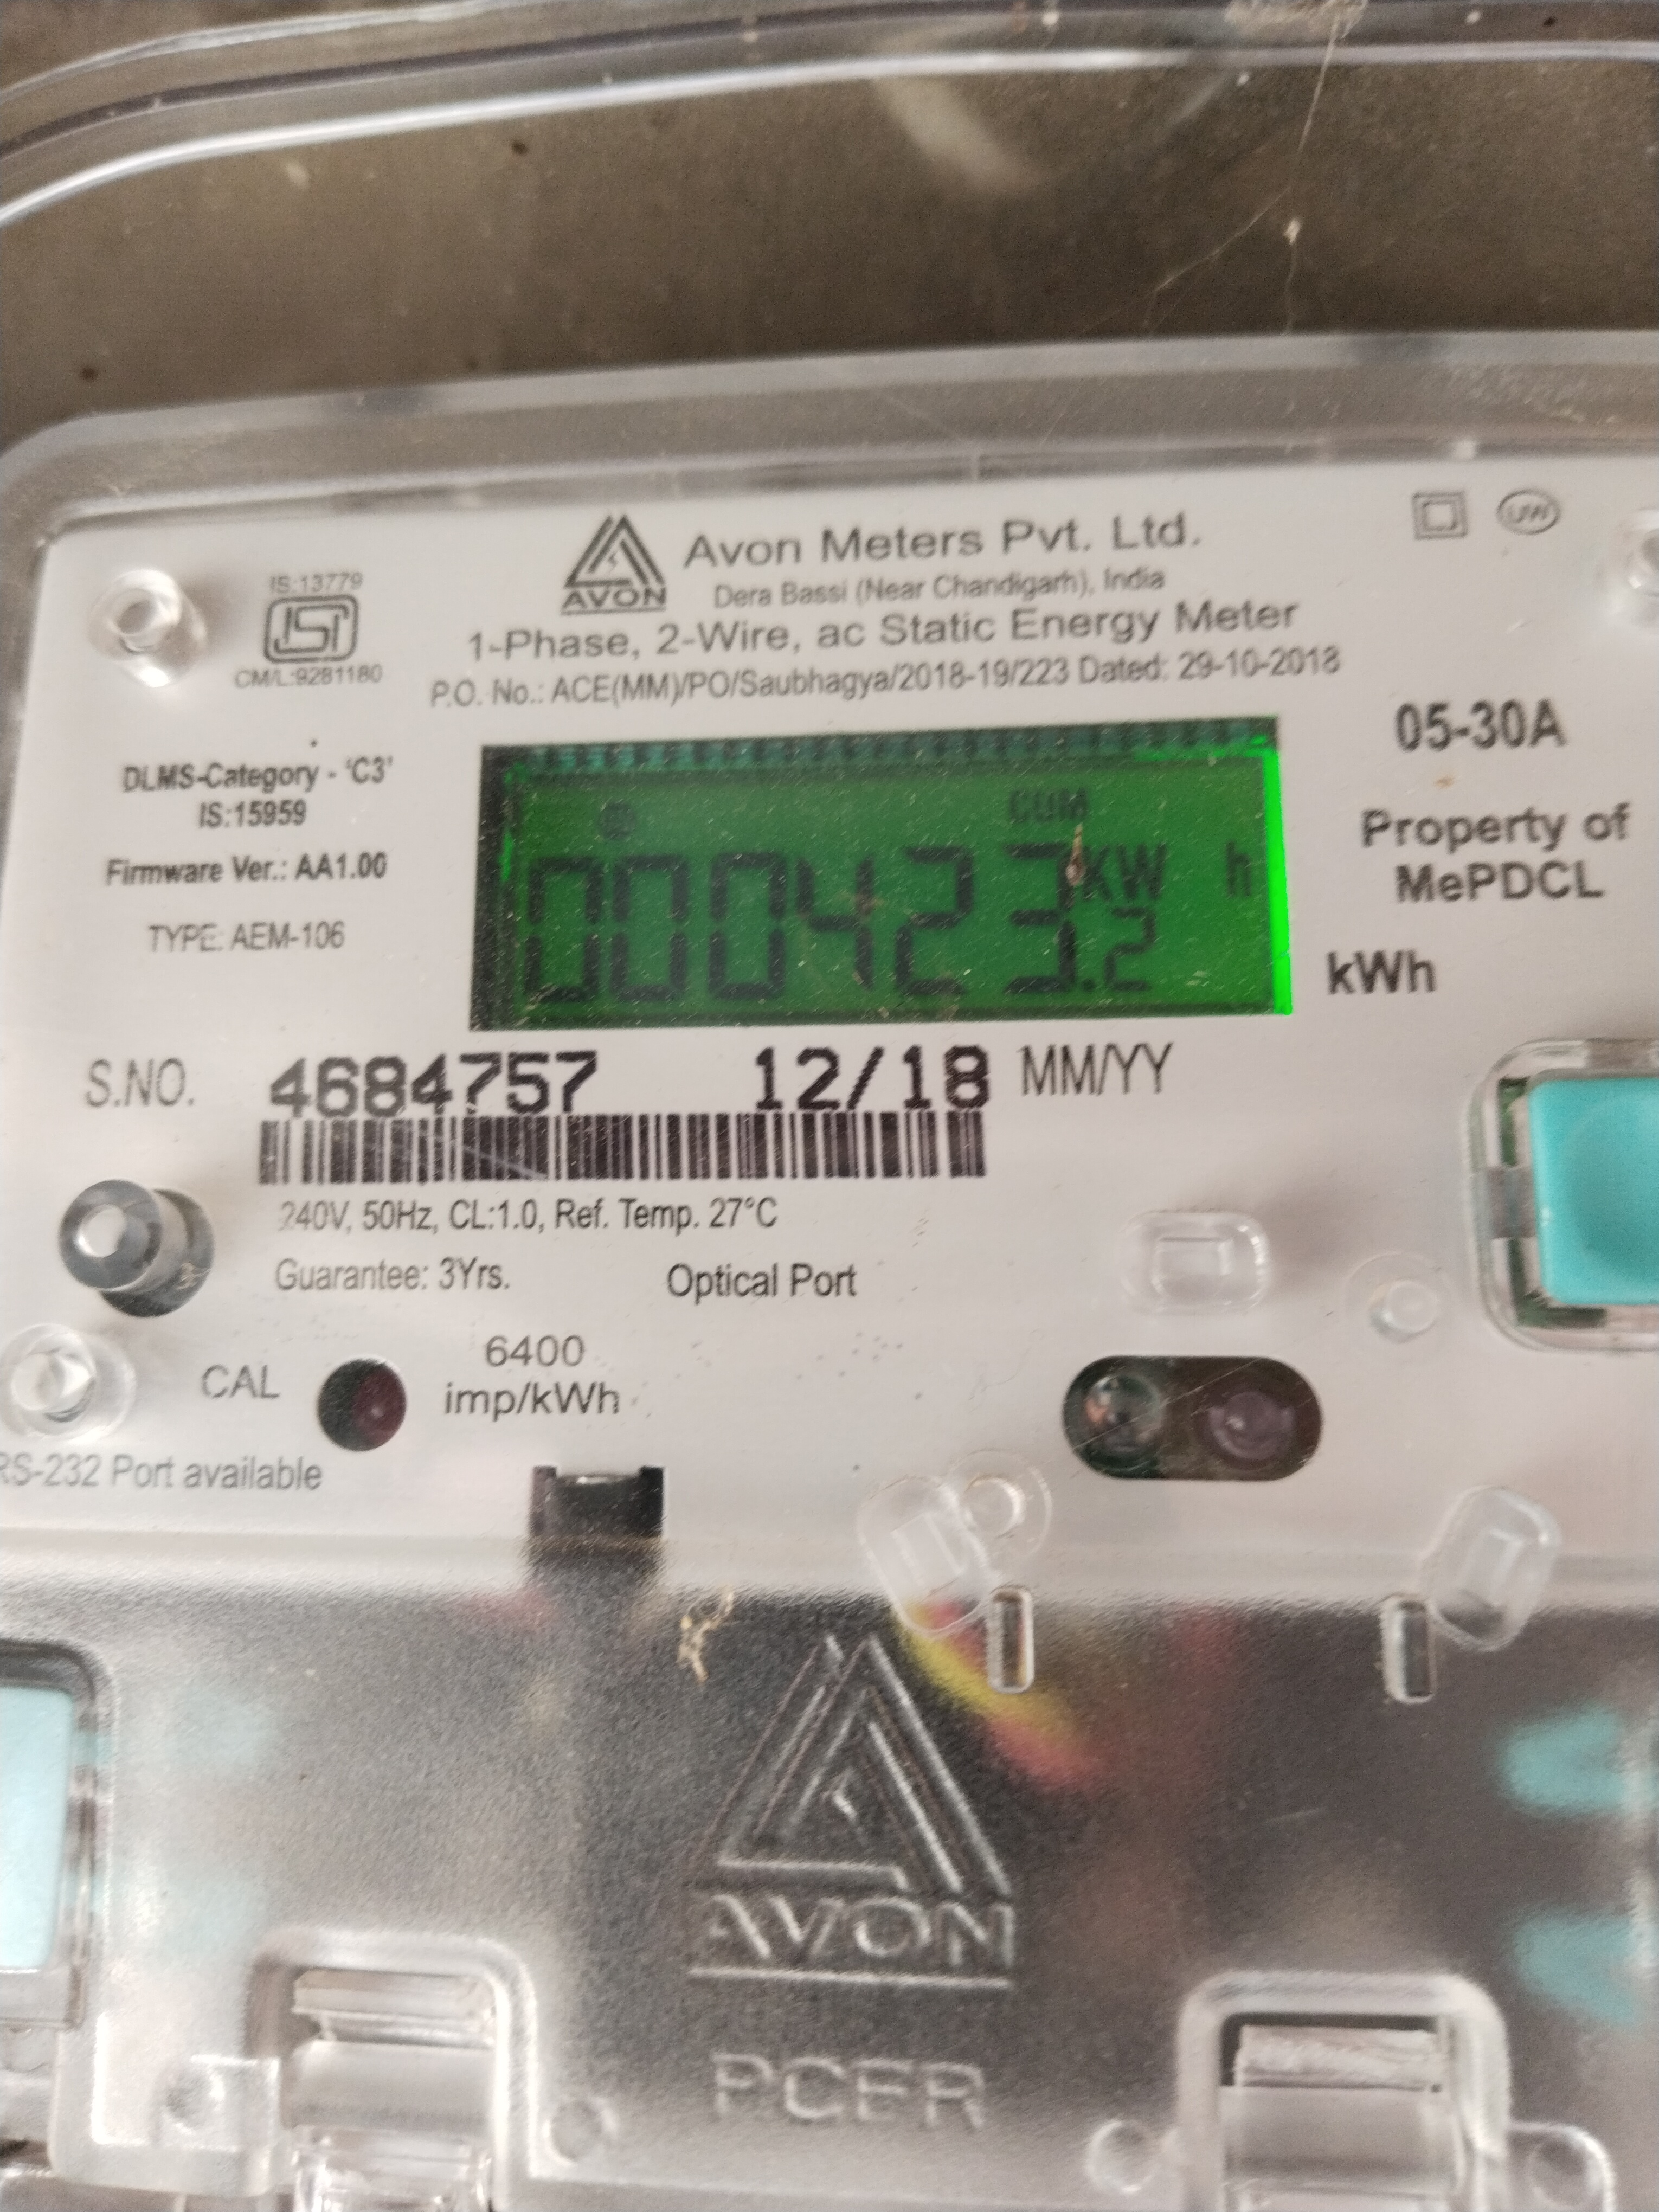 Avon Meters Pvt. Ltd.
AVON
Dera Bassi (Near Chandigarh), India
1-Phase, 2-Wire, ac Static Energy Meter
P.O. No.: ACE(MM)/PO/Saubhagya/2018-19/223 Dated: 29-10-2018
UW
IS:13779
ISI
CM/L:9281180
DLMS-Category - 'C3'
IS:15959
Firmware Ver.: AA1.00
TYPE: AEM-106
CUM
000423.2 KW h
05-30A
Property of
MePDCL
kWh
S.NO. 4684757 12/18 MM/YY
240V, 50Hz, CL:1.0, Ref. Temp. 27°C
Guarantee: 3Yrs. Optical Port
CAL 6400
imp/kWh
RS-232 Port available
AVON
PCER